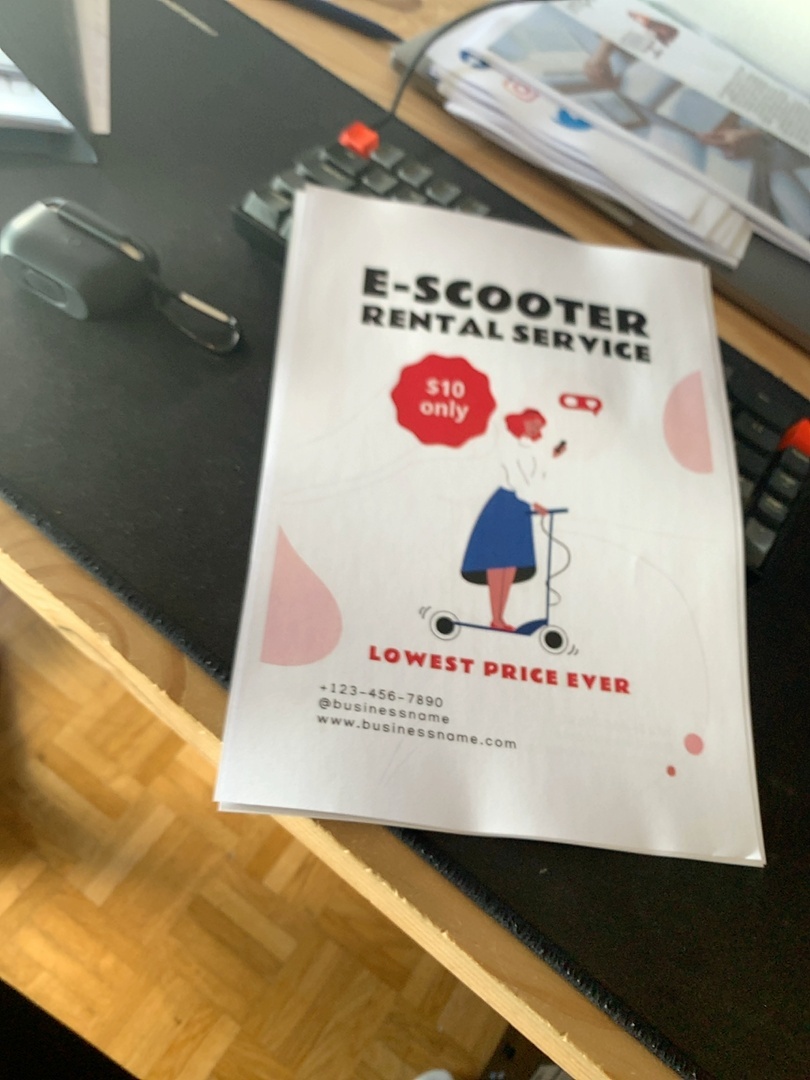 E-SCOOTER
RENTAL SERVICE
$10
only
LOWEST PRICE EVER
+123-456-7890
@businessname
www.businessname.com